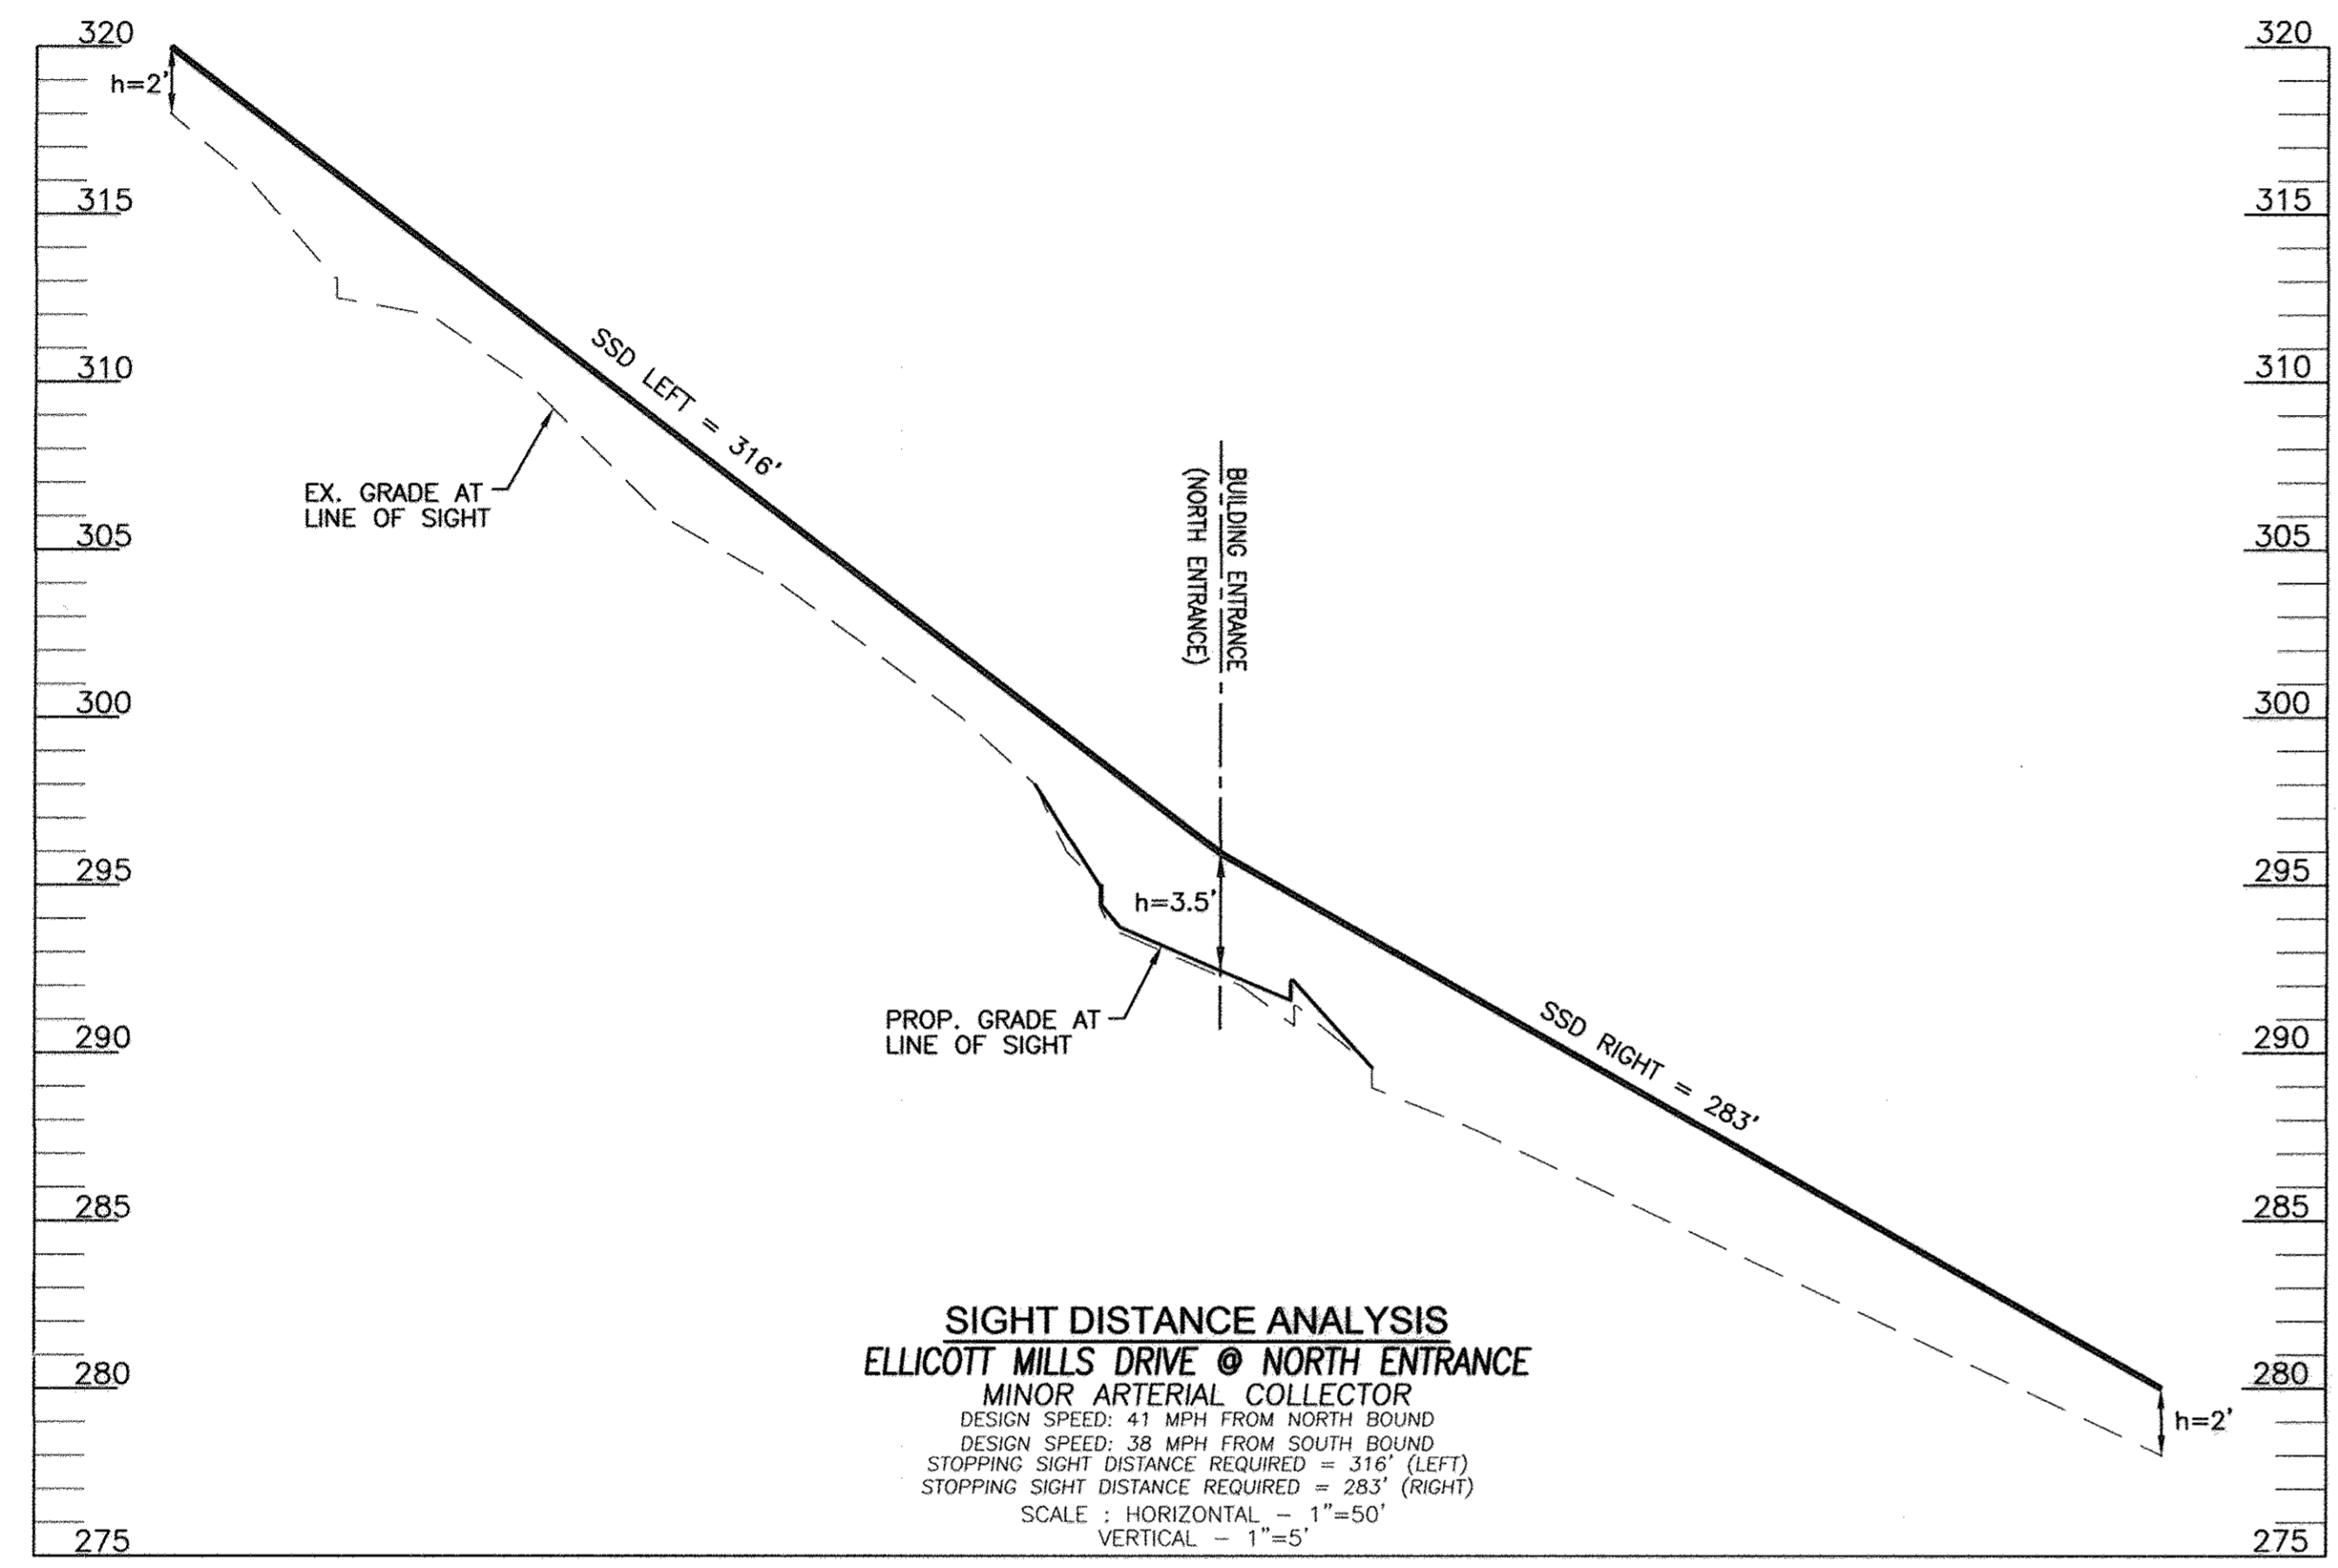 320
320
h=2'
315
315
310
310
SSD LEFT = 316'
EX. GRADE AT
LINE OF SIGHT
BUILDING ENTRANCE
(NORTH ENTRANCE)
305
305
300
300
295
295
h=3.5'
PROP. GRADE AT
LINE OF SIGHT
SSD RIGHT = 283'
290
290
285
285
280
280
h=2'
SIGHT DISTANCE ANALYSIS
ELLICOTT MILLS DRIVE @ NORTH ENTRANCE
MINOR ARTERIAL COLLECTOR
DESIGN SPEED: 41 MPH FROM NORTH BOUND
DESIGN SPEED: 38 MPH FROM SOUTH BOUND
STOPPING SIGHT DISTANCE REQUIRED = 316' (LEFT)
STOPPING SIGHT DISTANCE REQUIRED = 283' (RIGHT)
SCALE : HORIZONTAL - 1"=50'
VERTICAL - 1"=5'
275
275